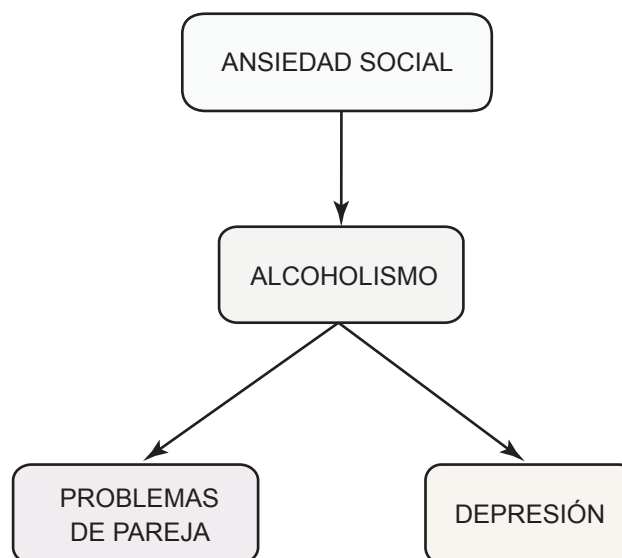 ANSIEDAD SOCIAL
ALCOHOLISMO
PROBLEMAS
DE PAREJA
DEPRESIÓN